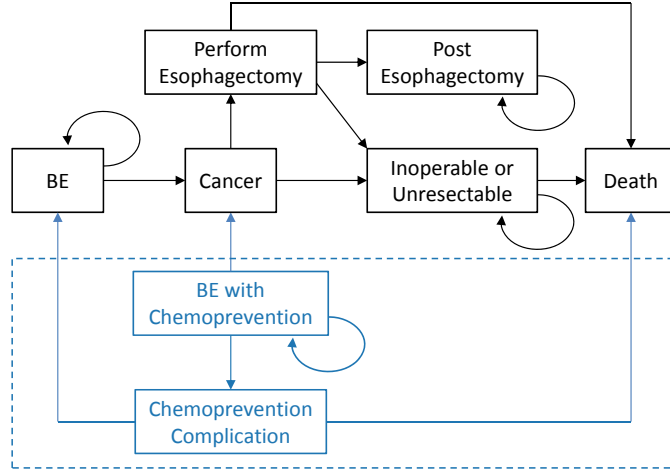 Perform
Esophagectomy
Post
Esophagectomy
BE
Cancer
Inoperable or
Unresectable
Death
BE with
Chemoprevention
Chemoprevention
Complication